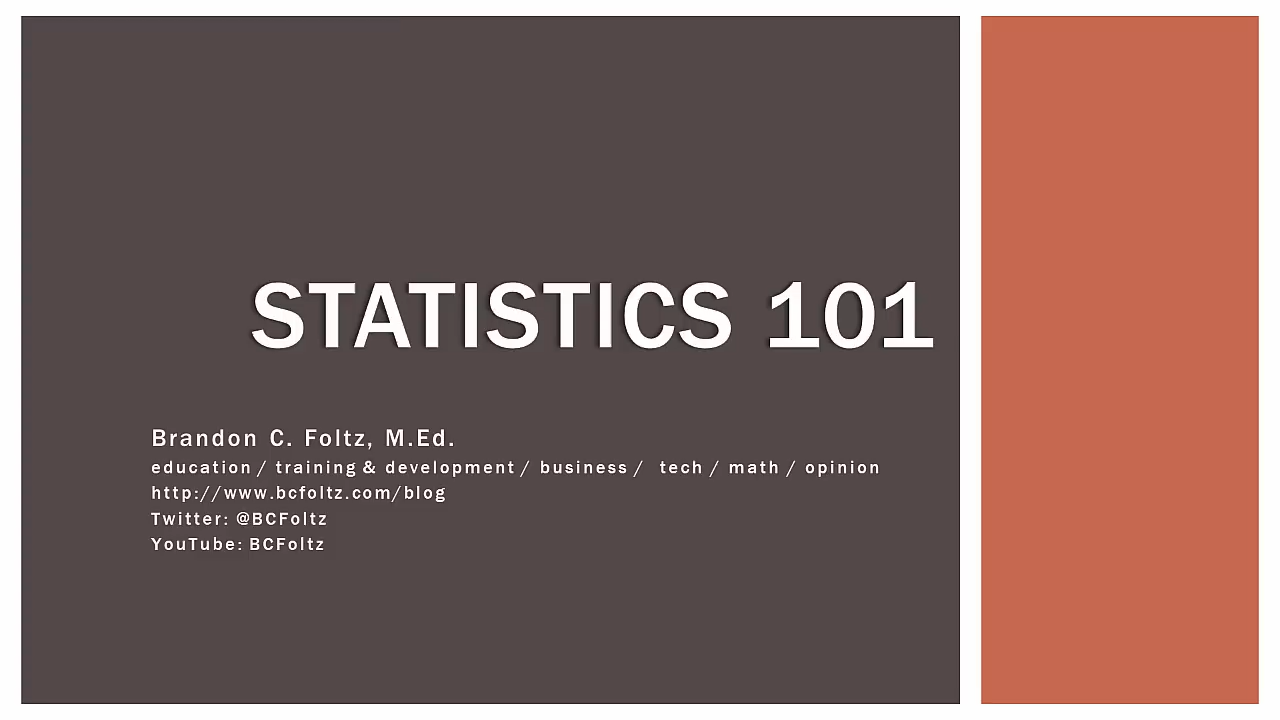 STATISTICS 101
Brandon C. Foltz, M.Ed.
education / training & development / business /  tech / math / opinion
http://www.bcfoltz.com/blog
Twitter: @BCFoltz
YouTube: BCFoltz